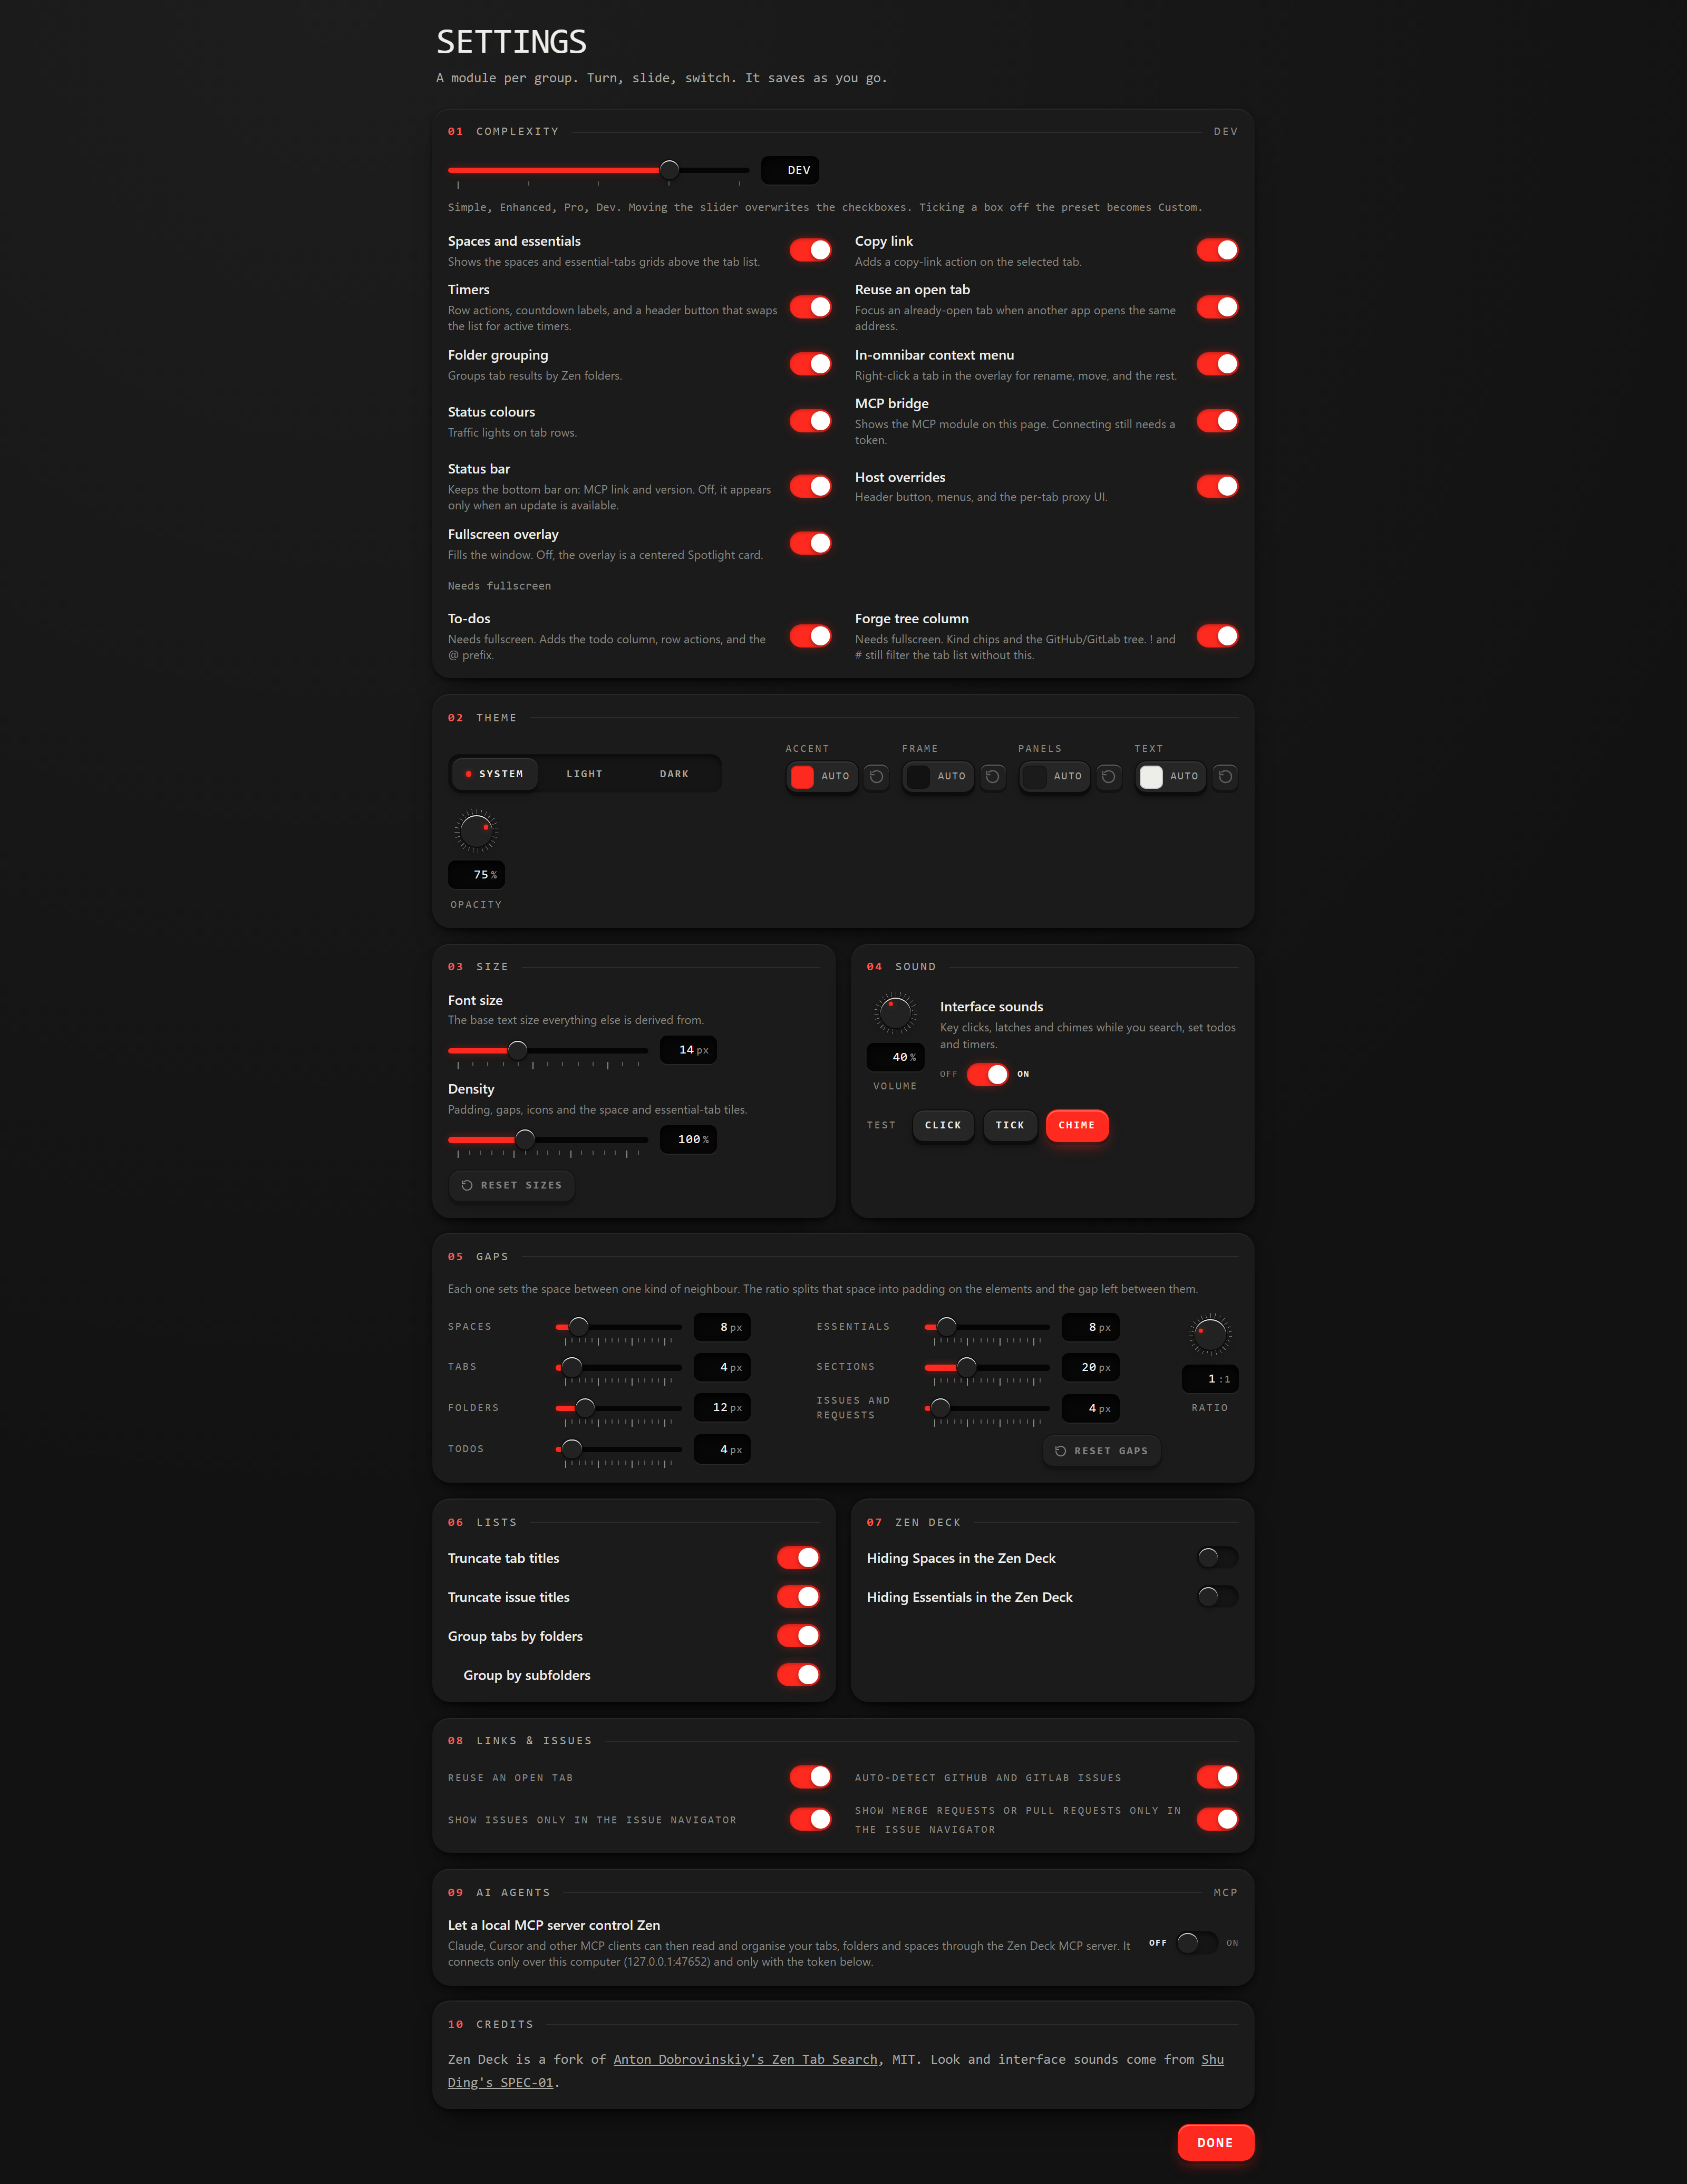 SETTINGS
A module per group. Turn, slide, switch. It saves as you go.
01 COMPLEXITY DEV
DEV
Simple, Enhanced, Pro, Dev. Moving the slider overwrites the checkboxes. Ticking a box off the preset becomes Custom.
Spaces and essentials
Shows the spaces and essential-tabs grids above the tab list.
Copy link
Adds a copy-link action on the selected tab.
Timers
Row actions, countdown labels, and a header button that swaps
the list for active timers.
Reuse an open tab
Focus an already-open tab when another app opens the same
address.
Folder grouping
Groups tab results by Zen folders.
In-omnibar context menu
Right-click a tab in the overlay for rename, move, and the rest.
Status colours
Traffic lights on tab rows.
MCP bridge
Shows the MCP module on this page. Connecting still needs a
token.
Status bar
Keeps the bottom bar on: MCP link and version. Off, it appears
only when an update is available.
Host overrides
Header button, menus, and the per-tab proxy UI.
Fullscreen overlay
Fills the window. Off, the overlay is a centered Spotlight card.
Needs fullscreen
To-dos
Needs fullscreen. Adds the todo column, row actions, and the
@ prefix.
Forge tree column
Needs fullscreen. Kind chips and the GitHub/GitLab tree. ! and
# still filter the tab list without this.
02 THEME
SYSTEM LIGHT DARK
ACCENT FRAME PANELS TEXT
AUTO AUTO AUTO AUTO
75 %
OPACITY
03 SIZE
Font size
The base text size everything else is derived from.
14 px
Density
Padding, gaps, icons and the space and essential-tab tiles.
100 %
RESET SIZES
04 SOUND
40 %
VOLUME
Interface sounds
Key clicks, latches and chimes while you search, set todos
and timers.
OFF ON
TEST CLICK TICK CHIME
05 GAPS
Each one sets the space between one kind of neighbour. The ratio splits that space into padding on the elements and the gap left between them.
SPACES 8 px
ESSENTIALS 8 px
TABS 4 px
SECTIONS 20 px
FOLDERS 12 px
ISSUES AND
REQUESTS 4 px
TODOS 4 px
1 :1
RATIO
RESET GAPS
06 LISTS
Truncate tab titles
Truncate issue titles
Group tabs by folders
Group by subfolders
07 ZEN DECK
Hiding Spaces in the Zen Deck
Hiding Essentials in the Zen Deck
08 LINKS & ISSUES
REUSE AN OPEN TAB
AUTO-DETECT GITHUB AND GITLAB ISSUES
SHOW ISSUES ONLY IN THE ISSUE NAVIGATOR
SHOW MERGE REQUESTS OR PULL REQUESTS ONLY IN
THE ISSUE NAVIGATOR
09 AI AGENTS MCP
Let a local MCP server control Zen
Claude, Cursor and other MCP clients can then read and organise your tabs, folders and spaces through the Zen Deck MCP server. It
connects only over this computer (127.0.0.1:47652) and only with the token below.
OFF ON
10 CREDITS
Zen Deck is a fork of Anton Dobrovinskiy's Zen Tab Search, MIT. Look and interface sounds come from Shu
Ding's SPEC-01.
DONE